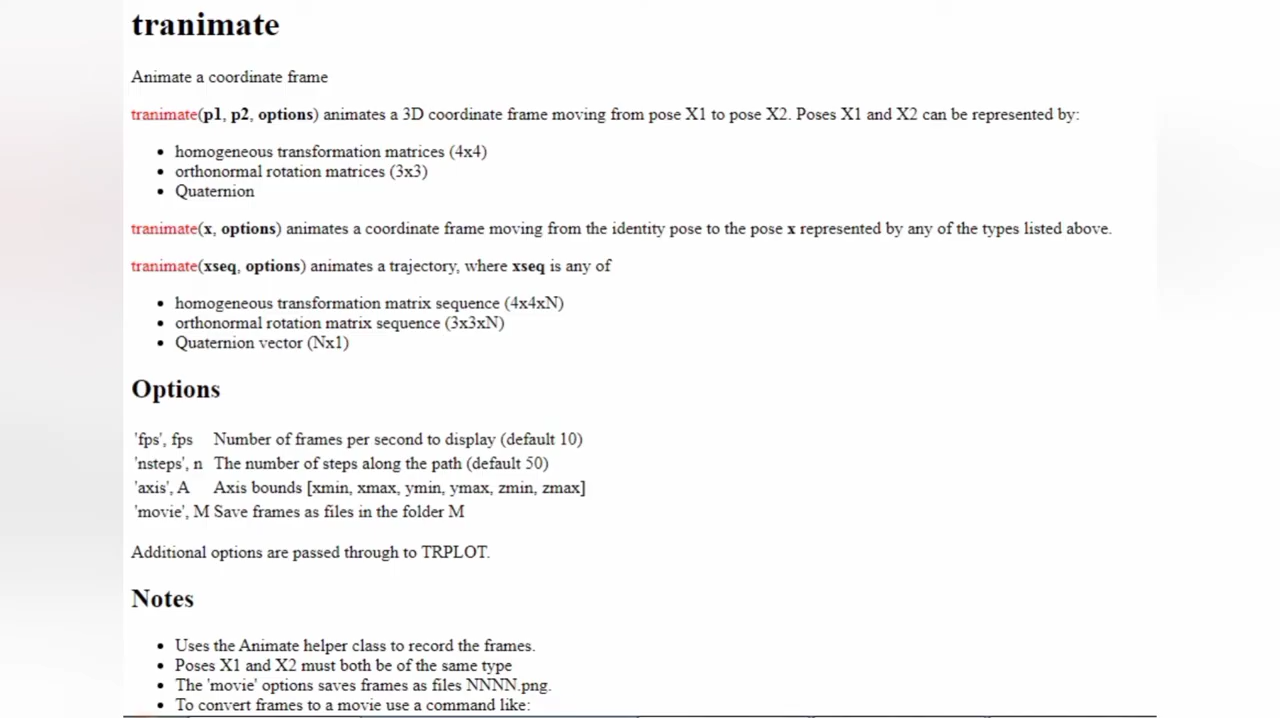 tranimate
Animate a coordinate frame
tranimate(p1, p2, options) animates a 3D coordinate frame moving from pose X1 to pose X2. Poses X1 and X2 can be represented by:
• homogeneous transformation matrices (4x4)
• orthonormal rotation matrices (3x3)
• Quaternion
tranimate(x, options) animates a coordinate frame moving from the identity pose to the pose x represented by any of the types listed above.
tranimate(xseq, options) animates a trajectory, where xseq is any of
• homogeneous transformation matrix sequence (4x4xN)
• orthonormal rotation matrix sequence (3x3xN)
• Quaternion vector (Nx1)
Options
'fps', fps Number of frames per second to display (default 10)
'nsteps', n The number of steps along the path (default 50)
'axis', A Axis bounds [xmin, xmax, ymin, ymax, zmin, zmax]
'movie', M Save frames as files in the folder M
Additional options are passed through to TRPLOT.
Notes
• Uses the Animate helper class to record the frames.
• Poses X1 and X2 must both be of the same type
• The 'movie' options saves frames as files NNNN.png.
• To convert frames to a movie use a command like: